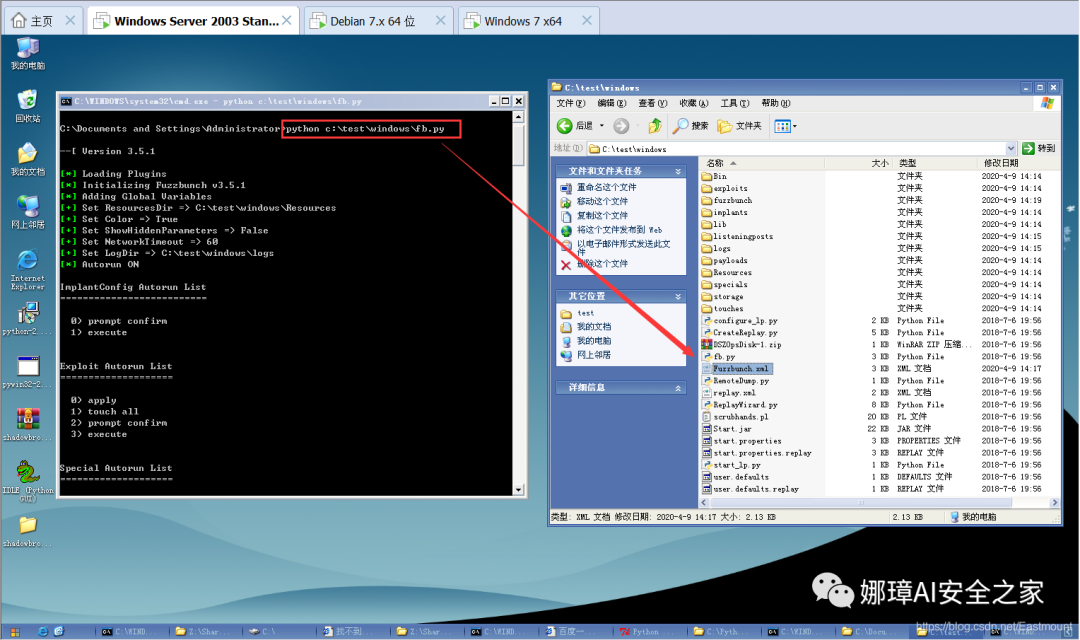 主页
Windows Server 2003 Stan...
Debian 7.x 64 位
Windows 7 x64
我的电脑
回收站
我的文档
网上邻居
Internet Explorer
python-2...
pywin32-2...
shadowbro...
IDLE (Python GUI)
shadowbro...
C:\WINDOWS\system32\cmd.exe - python c:\test\windows\fb.py
C:\Documents and Settings\Administrator>python c:\test\windows\fb.py
--[ Version 3.5.1
[*] Loading Plugins
[*] Initializing Fuzzbunch v3.5.1
[*] Adding Global Variables
[+] Set ResourcesDir => C:\test\windows\Resources
[+] Set Color => True
[+] Set ShowHiddenParameters => False
[+] Set NetworkTimeout => 60
[+] Set LogDir => C:\test\windows\logs
[*] Autorun ON
ImplantConfig Autorun List
==========================
0) prompt confirm
1) execute
Exploit Autorun List
====================
0) apply
1) touch all
2) prompt confirm
3) execute
Special Autorun List
====================
C:\test\windows
文件(F) 编辑(E) 查看(V) 收藏(A) 工具(T) 帮助(H)
后退 搜索 文件夹
地址(D) C:\test\windows 转到
文件和文件夹任务
重命名这个文件
移动这个文件
复制这个文件
将这个文件发布到 Web
以电子邮件形式发送此文件
删除这个文件
其它位置
test
我的文档
我的电脑
网上邻居
详细信息
名称 大小 类型 修改日期
Bin 文件夹 2020-4-9 14:14
exploits 文件夹 2020-4-9 14:14
fuzzbunch 文件夹 2020-4-9 14:19
implants 文件夹 2020-4-9 14:14
lib 文件夹 2020-4-9 14:14
listeningposts 文件夹 2020-4-9 14:15
logs 文件夹 2020-4-9 14:15
payloads 文件夹 2020-4-9 14:14
Resources 文件夹 2020-4-9 14:14
specials 文件夹 2020-4-9 14:14
storage 文件夹 2020-4-9 14:14
touches 文件夹 2020-4-9 14:14
configure_lp.py 2 KB Python File 2018-7-6 19:56
CreateReplay.py 5 KB Python File 2018-7-6 19:56
DSZOpsDisk-1.zip 1 KB WinRAR ZIP 压缩... 2018-7-6 19:56
fb.py 3 KB Python File 2018-7-6 19:56
Fuzzbunch.xml 3 KB XML 文档 2020-4-9 14:17
RemoteDump.py 1 KB Python File 2018-7-6 19:56
replay.xml 2 KB XML 文档 2018-7-6 19:56
ReplayWizard.py 8 KB Python File 2018-7-6 19:56
scrubhands.pl 20 KB PL 文件 2018-7-6 19:56
Start.jar 22 KB JAR 文件 2018-7-6 19:56
start.properties 3 KB PROPERTIES 文件 2018-7-6 19:56
start.properties.replay 3 KB REPLAY 文件 2018-7-6 19:56
start_lp.py 1 KB Python File 2018-7-6 19:56
user.defaults 1 KB DEFAULTS 文件 2018-7-6 19:56
user.defaults.replay 1 KB REPLAY 文件 2018-7-6 19:56
类型: XML 文档 修改日期: 2020-4-9 14:17 大小: 2.13 KB 2.13 KB 我的电脑
娜璋AI安全之家
https://blog.csdn.net/Eastmount
C:\WIND... Z:\Shar... C:\ 找不到 Z:\Shar... C:\WIND... 百度一... Python... C:\Pyth... C:\WIND... C:\Docu...